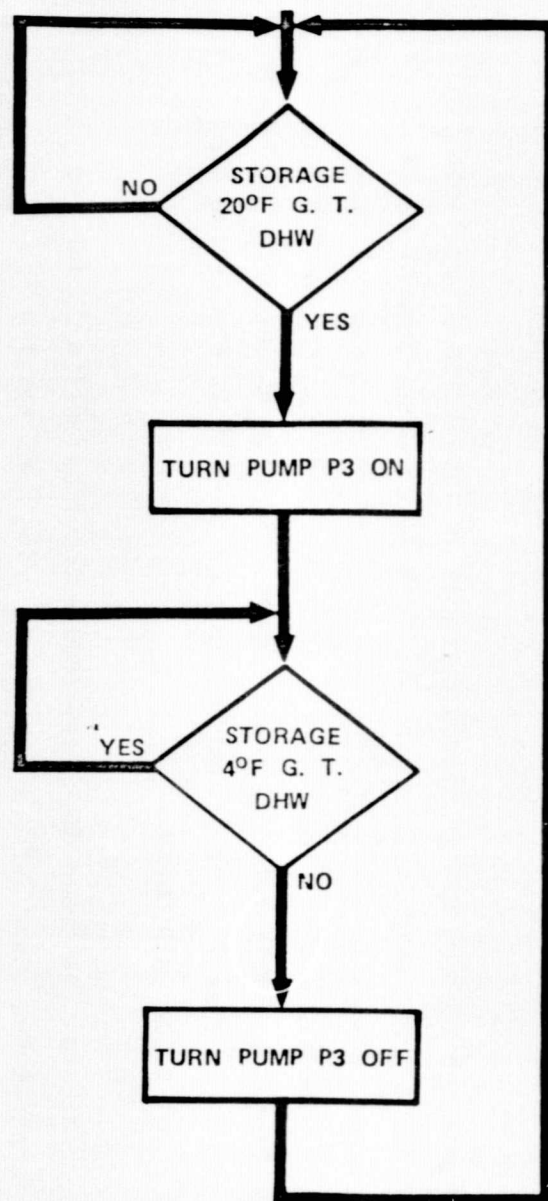 STORAGE
NO
20°F G. T.
DHW
YES
TURN PUMP P3 ON
STORAGE
YES
4°F G. T.
DHW
NO
TURN PUMP P3 OFF